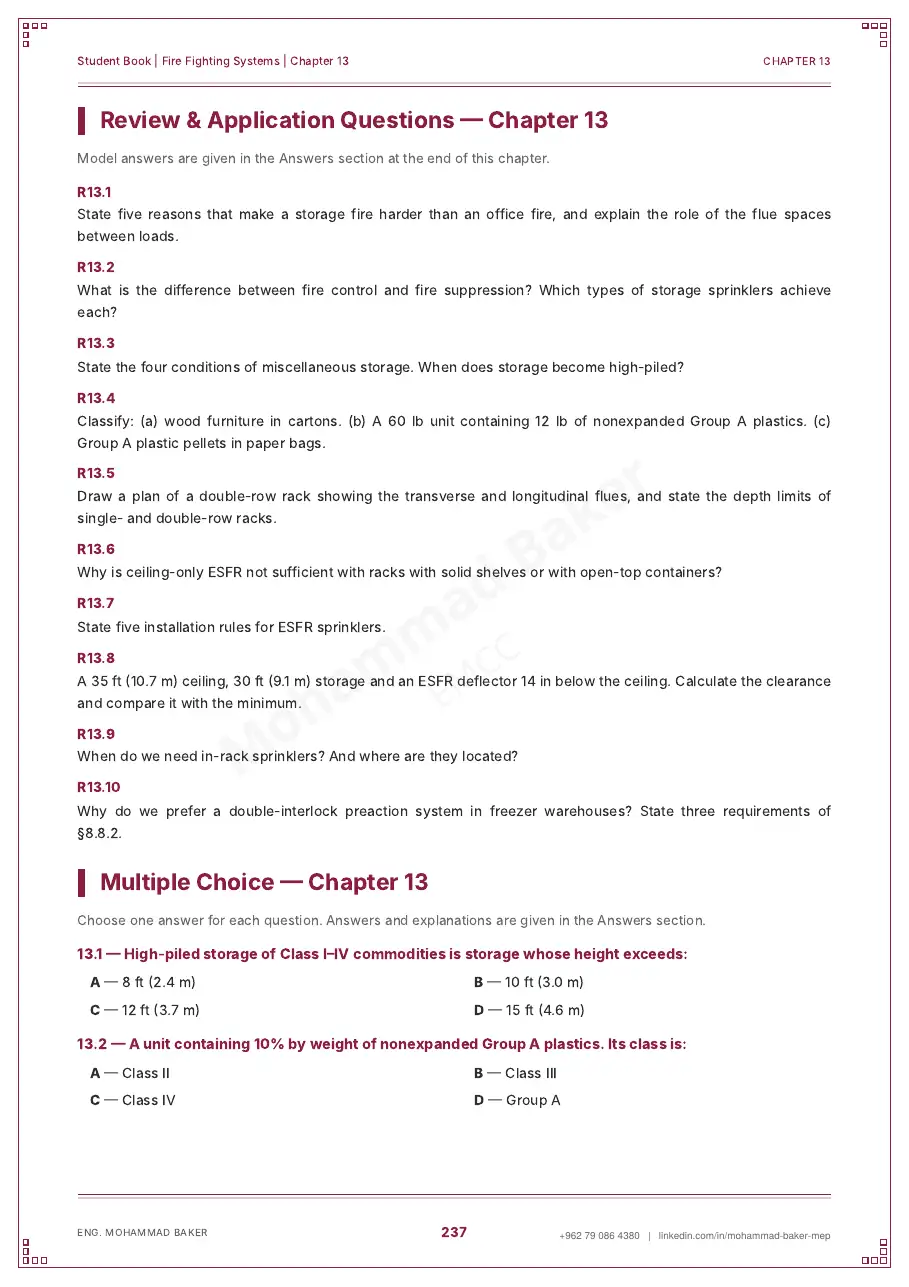 Student Book | Fire Fighting Systems | Chapter 13
CHAPTER 13
Review & Application Questions — Chapter 13
Model answers are given in the Answers section at the end of this chapter.
R13.1
State five reasons that make a storage fire harder than an office fire, and explain the role of the flue spaces
between loads.
R13.2
What is the difference between fire control and fire suppression? Which types of storage sprinklers achieve
each?
R13.3
State the four conditions of miscellaneous storage. When does storage become high-piled?
R13.4
Classify: (a) wood furniture in cartons. (b) A 60 lb unit containing 12 lb of nonexpanded Group A plastics. (c)
Group A plastic pellets in paper bags.
R13.5
Draw a plan of a double-row rack showing the transverse and longitudinal flues, and state the depth limits of
single- and double-row racks.
R13.6
Why is ceiling-only ESFR not sufficient with racks with solid shelves or with open-top containers?
R13.7
State five installation rules for ESFR sprinklers.
R13.8
A 35 ft (10.7 m) ceiling, 30 ft (9.1 m) storage and an ESFR deflector 14 in below the ceiling. Calculate the clearance
and compare it with the minimum.
R13.9
When do we need in-rack sprinklers? And where are they located?
R13.10
Why do we prefer a double-interlock preaction system in freezer warehouses? State three requirements of
§8.8.2.
Multiple Choice — Chapter 13
Choose one answer for each question. Answers and explanations are given in the Answers section.
13.1 — High-piled storage of Class I–IV commodities is storage whose height exceeds:
A — 8 ft (2.4 m)
B — 10 ft (3.0 m)
C — 12 ft (3.7 m)
D — 15 ft (4.6 m)
13.2 — A unit containing 10% by weight of nonexpanded Group A plastics. Its class is:
A — Class II
B — Class III
C — Class IV
D — Group A
Mohammad Baker
EMCC
ENG. MOHAMMAD BAKER
237
+962 79 086 4380 | linkedin.com/in/mohammad-baker-mep